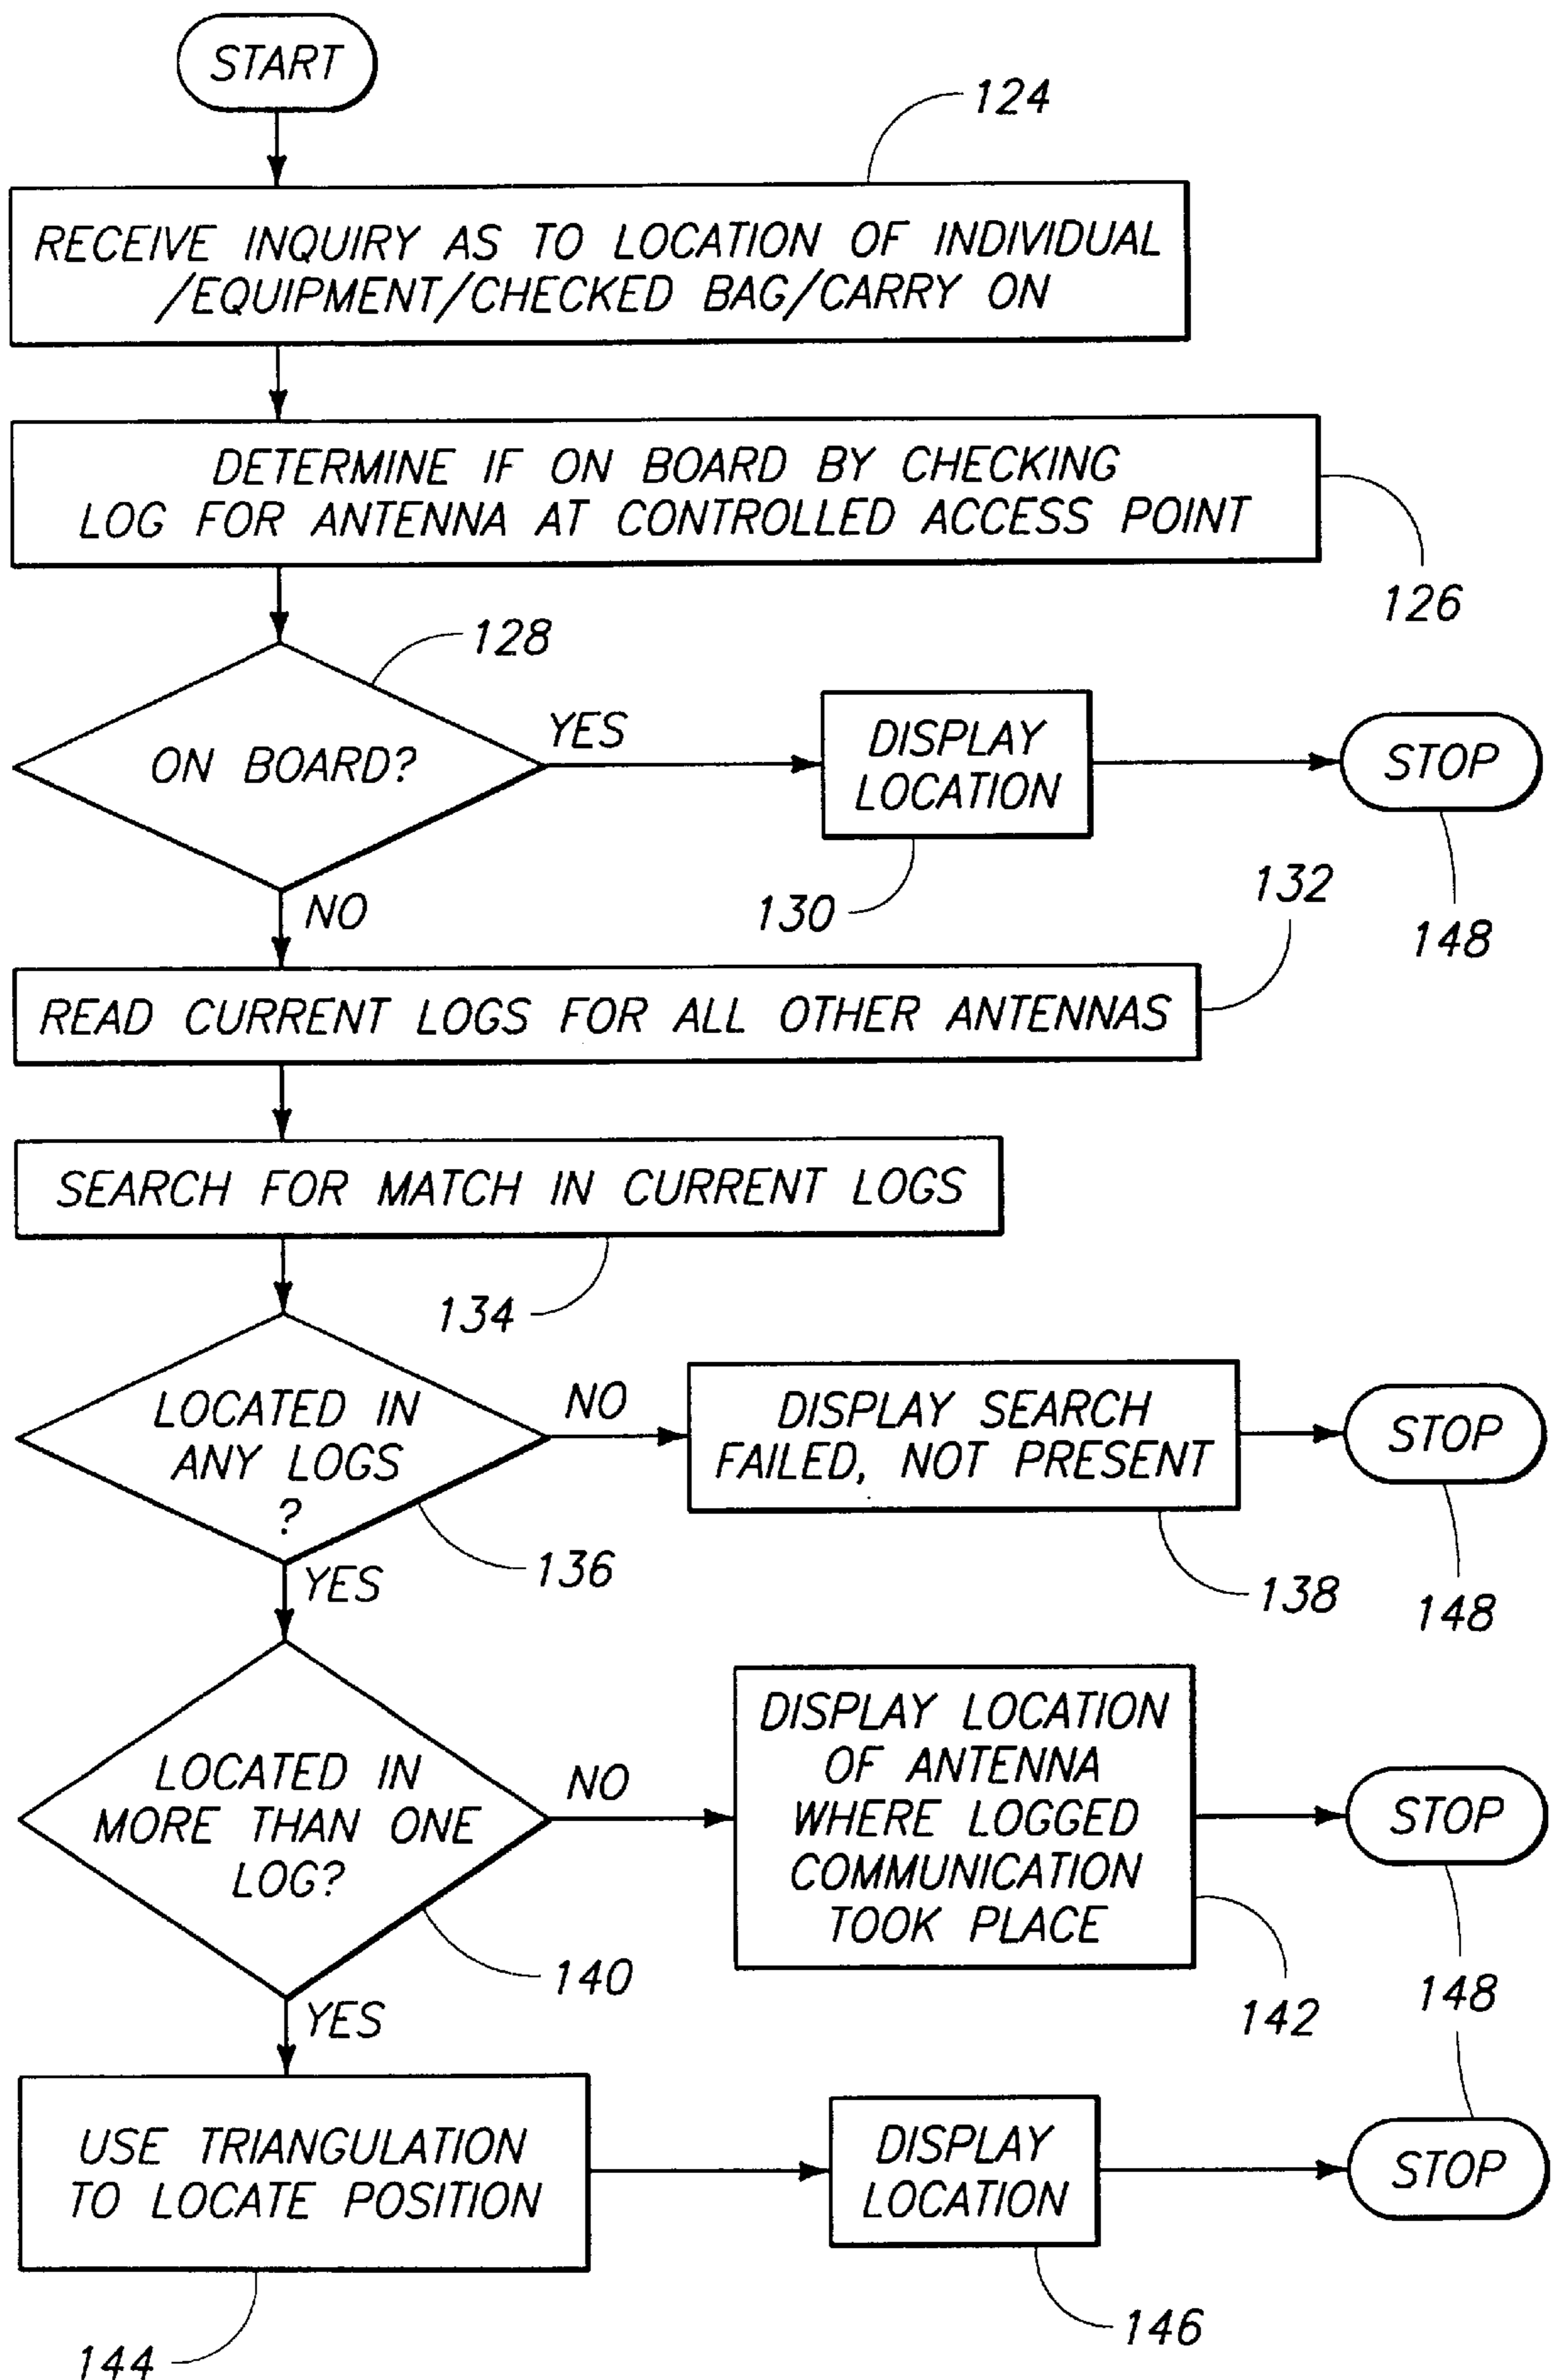 START
124
RECEIVE INQUIRY AS TO LOCATION OF INDIVIDUAL
/EQUIPMENT/CHECKED BAG/CARRY ON
DETERMINE IF ON BOARD BY CHECKING
LOG FOR ANTENNA AT CONTROLLED ACCESS POINT
126
128
ON BOARD?
YES
DISPLAY
LOCATION
STOP
130
148
NO
132
READ CURRENT LOGS FOR ALL OTHER ANTENNAS
SEARCH FOR MATCH IN CURRENT LOGS
134
LOCATED IN
ANY LOGS
?
NO
DISPLAY SEARCH
FAILED, NOT PRESENT
STOP
136
138
148
YES
LOCATED IN
MORE THAN ONE
LOG?
NO
DISPLAY LOCATION
OF ANTENNA
WHERE LOGGED
COMMUNICATION
TOOK PLACE
STOP
140
142
148
YES
USE TRIANGULATION
TO LOCATE POSITION
DISPLAY
LOCATION
STOP
144
146